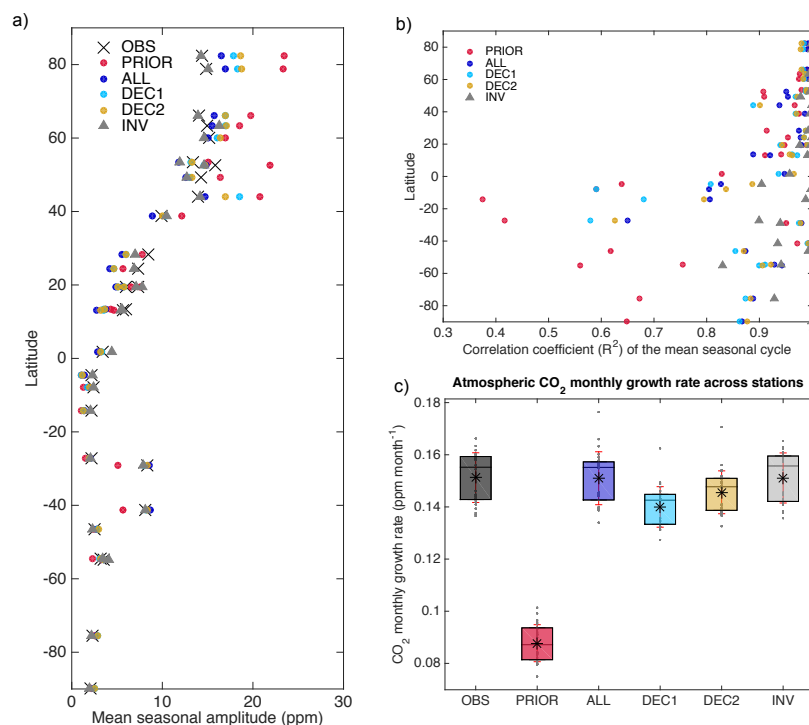 a)
OBS
PRIOR
ALL
DEC1
DEC2
INV
80
60
40
20
0
-20
-40
-60
-80
Latitude
0 10 20 30
Mean seasonal amplitude (ppm)
b)
PRIOR
ALL
DEC1
DEC2
INV
80
60
40
20
0
-20
-40
-60
-80
Latitude
0.3 0.4 0.5 0.6 0.7 0.8 0.9
Correlation coefficient (R²) of the mean seasonal cycle
c)
Atmospheric CO₂ monthly growth rate across stations
0.18
0.16
0.14
0.12
0.1
0.08
CO₂ monthly growth rate (ppm month⁻¹)
OBS PRIOR ALL DEC1 DEC2 INV